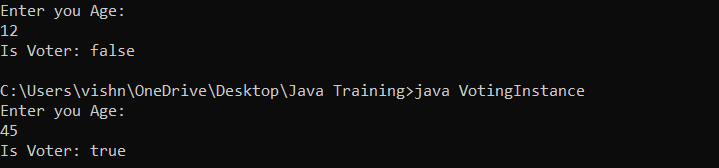 Enter you Age:
12
Is Voter: false
C:\Users\vishn\OneDrive\Desktop\Java Training>java VotingInstance
Enter you Age:
45
Is Voter: true